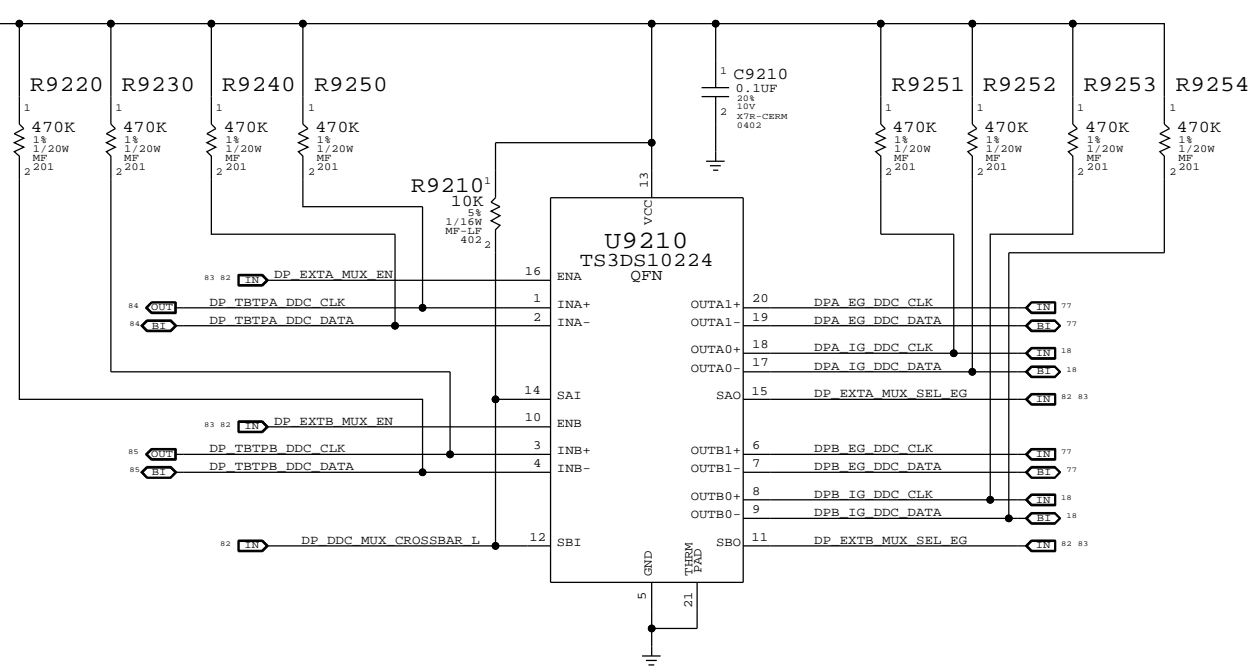 R9220 R9230 R9240 R9250 C9210 R9251 R9252 R9253 R9254
1 1 1 1 1 1 1 1 1
0.1UF
20%
10V
X7R-CERM
0402
2
470K 470K 470K 470K 470K 470K 470K 470K
1% 1% 1% 1% 1% 1% 1% 1%
1/20W 1/20W 1/20W 1/20W 1/20W 1/20W 1/20W 1/20W
MF MF MF MF MF MF MF MF
2 201 2 201 2 201 2 201 2 201 2 201 2 201 2 201
R9210 1
10K
5%
1/16W
MF-LF
402 2
13
VCC
U9210
TS3DS10224
QFN
83 82 IN DP_EXTA_MUX_EN 16 ENA
84 OUT DP_TBTPA_DDC_CLK 1 INA+
84 BI DP_TBTPA_DDC_DATA 2 INA-
14 SAI
83 82 IN DP_EXTB_MUX_EN 10 ENB
85 OUT DP_TBTPB_DDC_CLK 3 INB+
85 BI DP_TBTPB_DDC_DATA 4 INB-
82 IN DP_DDC_MUX_CROSSBAR_L 12 SBI
OUTA1+ 20 DPA_EG_DDC_CLK IN 77
OUTA1- 19 DPA_EG_DDC_DATA BI 77
OUTA0+ 18 DPA_IG_DDC_CLK IN 18
OUTA0- 17 DPA_IG_DDC_DATA BI 18
SAO 15 DP_EXTA_MUX_SEL_EG IN 82 83
OUTB1+ 6 DPB_EG_DDC_CLK IN 77
OUTB1- 7 DPB_EG_DDC_DATA BI 77
OUTB0+ 8 DPB_IG_DDC_CLK IN 18
OUTB0- 9 DPB_IG_DDC_DATA BI 18
SBO 11 DP_EXTB_MUX_SEL_EG IN 82 83
GND
THRM
PAD
5
21